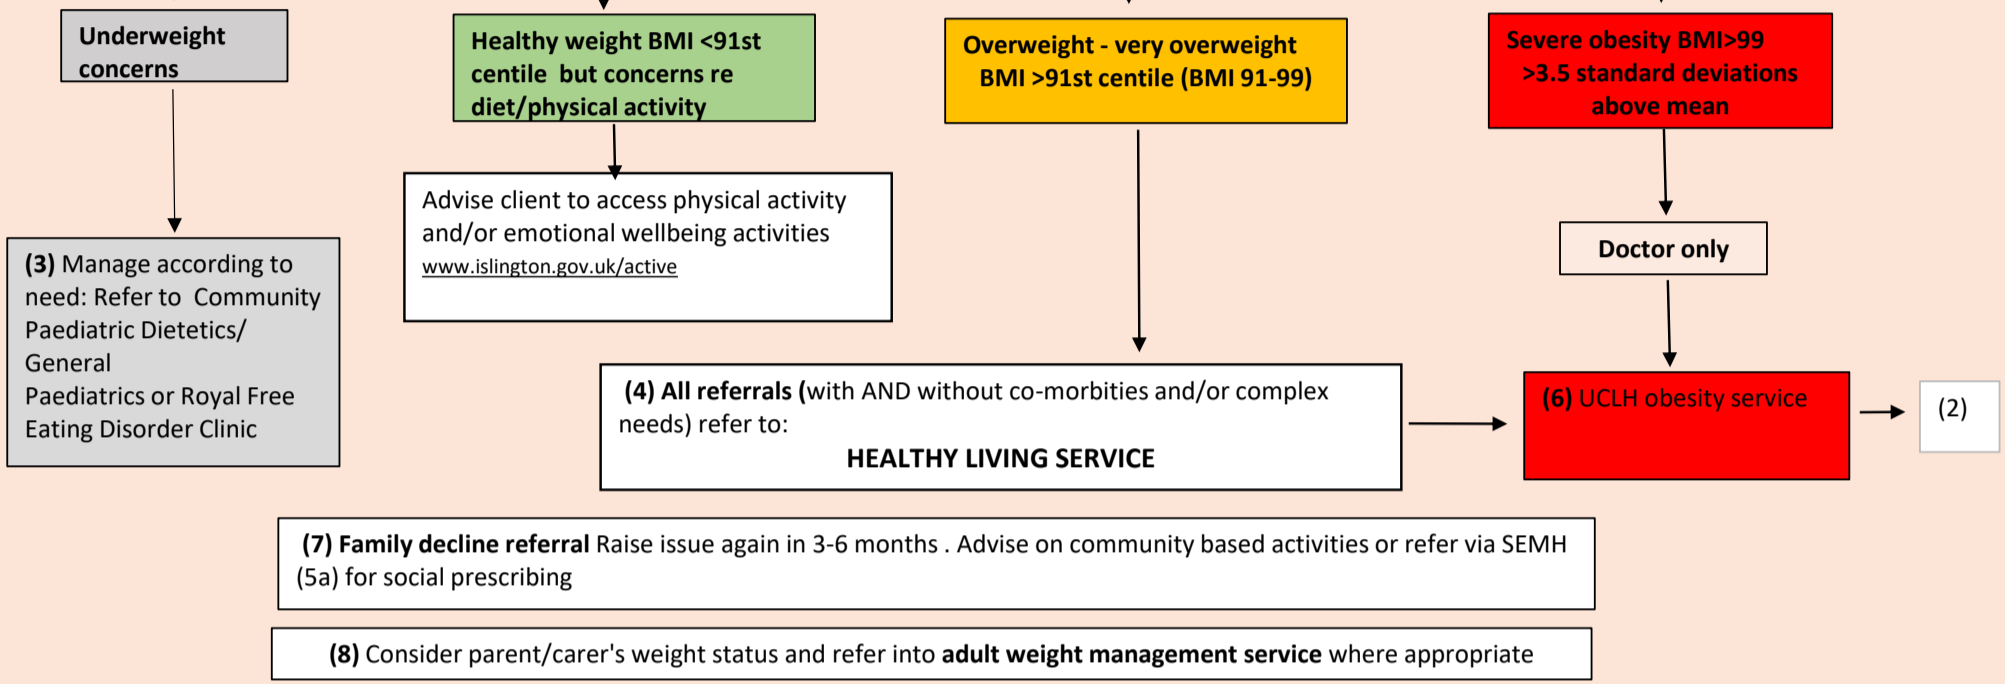 Underweight
concerns
Healthy weight BMI <91st
centile  but concerns re
diet/physical activity
Overweight - very overweight
BMI >91st centile (BMI 91-99)
Severe obesity BMI>99
>3.5 standard deviations
above mean
Advise client to access physical activity
and/or emotional wellbeing activities
www.islington.gov.uk/active
Doctor only
(3) Manage according to
need: Refer to  Community
Paediatric Dietetics/
General
Paediatrics or Royal Free
Eating Disorder Clinic
(4) All referrals (with AND without co-morbities and/or complex
needs) refer to:
HEALTHY LIVING SERVICE
(6) UCLH obesity service
(2)
(7) Family decline referral Raise issue again in 3-6 months . Advise on community based activities or refer via SEMH
(5a) for social prescribing
(8) Consider parent/carer's weight status and refer into adult weight management service where appropriate